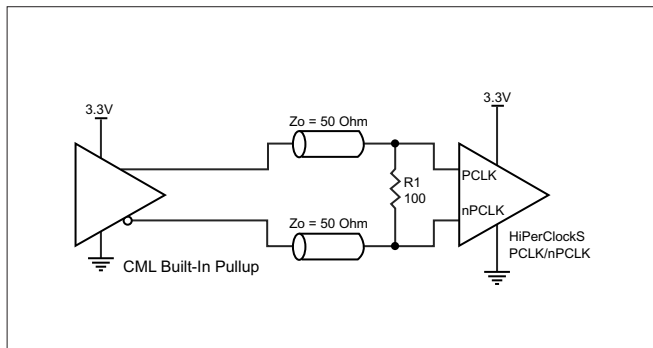 3.3V
3.3V
Zo = 50 Ohm
PCLK
R1
100
nPCLK
Zo = 50 Ohm
HiPerClockS
PCLK/nPCLK
CML Built-In Pullup